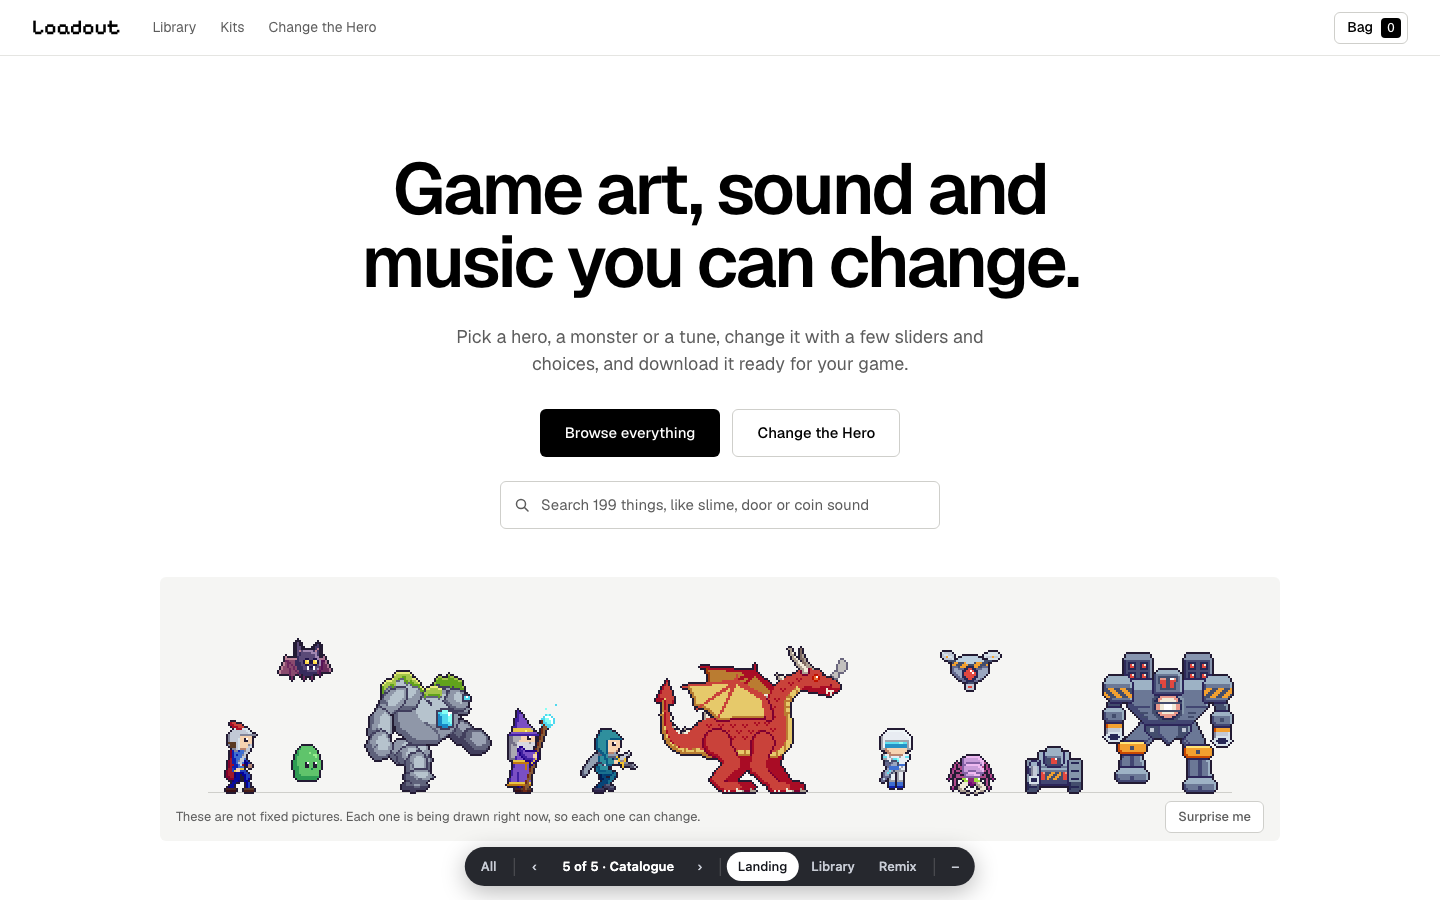 Loadout
Library
Kits
Change the Hero
Bag 0
Game art, sound and
music you can change.
Pick a hero, a monster or a tune, change it with a few sliders and
choices, and download it ready for your game.
Browse everything
Change the Hero
Search 199 things, like slime, door or coin sound
These are not fixed pictures. Each one is being drawn right now, so each one can change.
Surprise me
All
‹
5 of 5 · Catalogue
›
Landing
Library
Remix
–